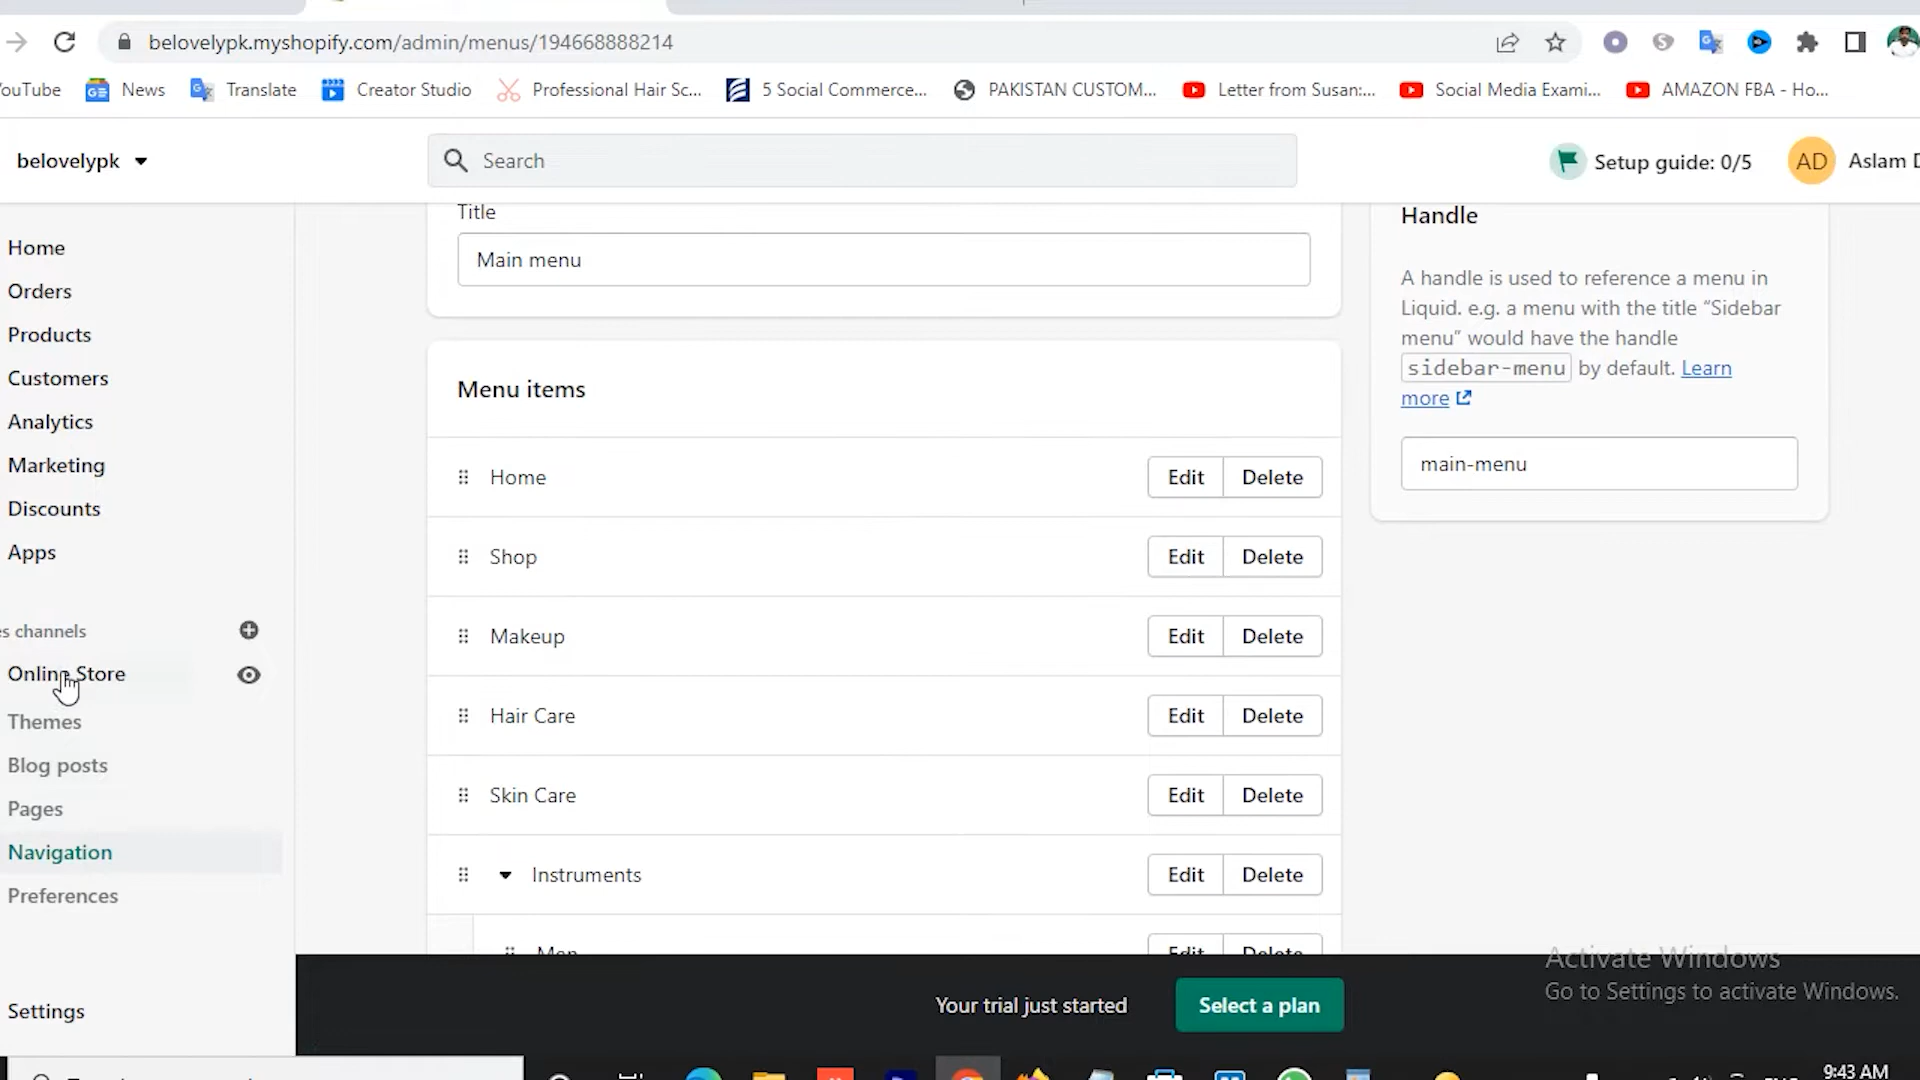 belovelypk.myshopify.com/admin/menus/194668888214
YouTube News Translate Creator Studio Professional Hair Sc... 5 Social Commerce... PAKISTAN CUSTOM... Letter from Susan:... Social Media Exami... AMAZON FBA - Ho...
belovelypk
Search
Setup guide: 0/5
AD
Aslam D
Home
Orders
Products
Customers
Analytics
Marketing
Discounts
Apps
es channels
Online Store
Themes
Blog posts
Pages
Navigation
Preferences
Settings
Title
Main menu
Menu items
Home Edit Delete
Shop Edit Delete
Makeup Edit Delete
Hair Care Edit Delete
Skin Care Edit Delete
Instruments Edit Delete
Men Edit Delete
Handle
A handle is used to reference a menu in
Liquid. e.g. a menu with the title “Sidebar
menu” would have the handle
sidebar-menu by default. Learn
more
main-menu
Your trial just started
Select a plan
Activate Windows
Go to Settings to activate Windows.
9:43 AM